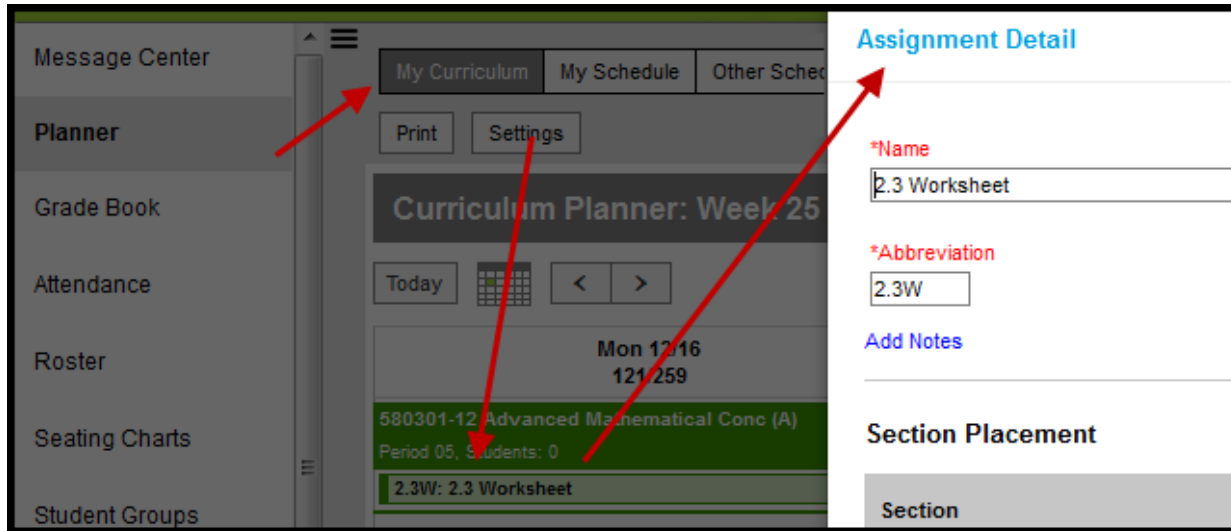 Message Center
Planner
Grade Book
Attendance
Roster
Seating Charts
Student Groups
My Curriculum My Schedule Other Sched
Print Settings
Curriculum Planner: Week 25
Today < >
Mon 12/16
121/259
580301-12 Advanced Mathematical Conc (A)
Period 05, Students: 0
2.3W: 2.3 Worksheet
Assignment Detail
*Name
2.3 Worksheet
*Abbreviation
2.3W
Add Notes
Section Placement
Section